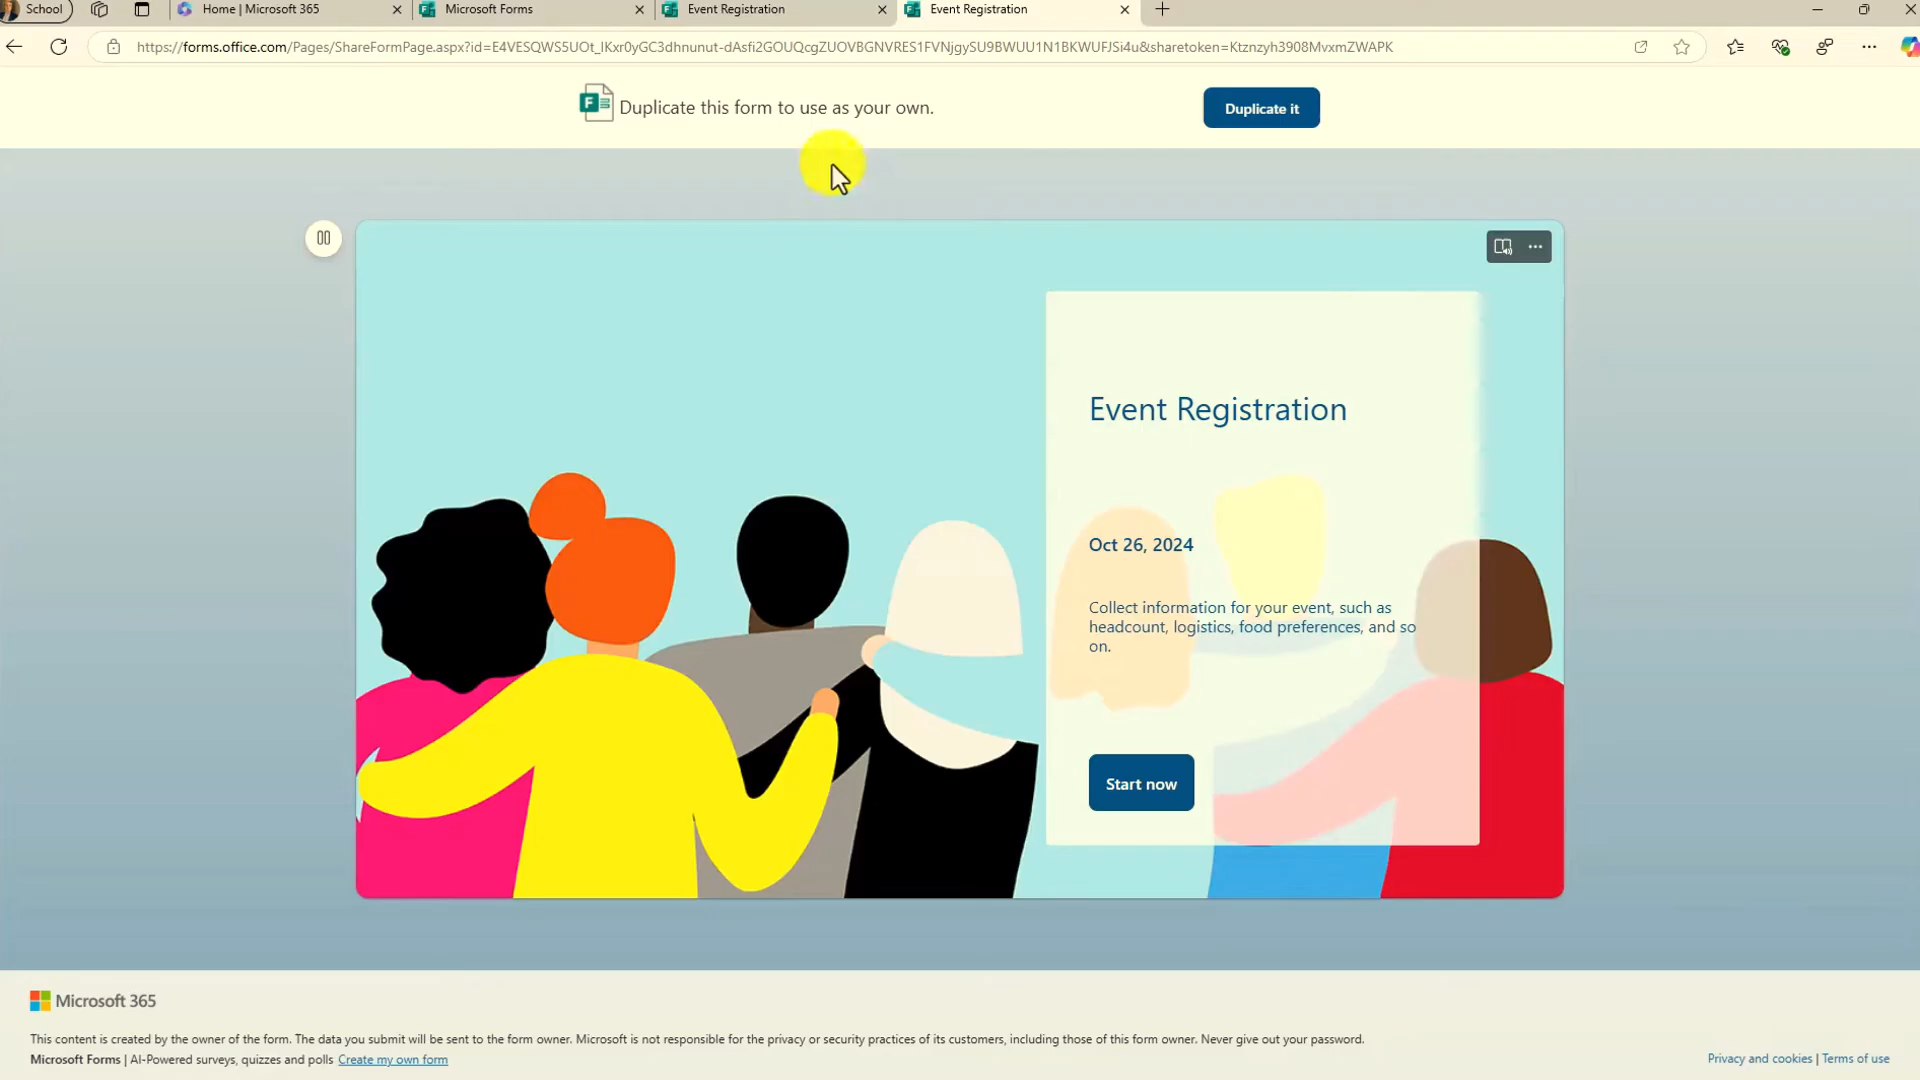 School
Home | Microsoft 365
Microsoft Forms
Event Registration
Event Registration
https://forms.office.com/Pages/ShareFormPage.aspx?id=E4VESQWS5UOt_lKxr0yGC3dhnunut-dAsfi2GOUQcgZUOVBGNVRES1FVNjgySU9BWUU1N1BKWUFJSi4u&sharetoken=Ktznzyh3908MvxmZWAPK
Duplicate this form to use as your own.
Duplicate it
Event Registration
Oct 26, 2024
Collect information for your event, such as
headcount, logistics, food preferences, and so
on.
Start now
Microsoft 365
This content is created by the owner of the form. The data you submit will be sent to the form owner. Microsoft is not responsible for the privacy or security practices of its customers, including those of this form owner. Never give out your password.
Microsoft Forms | AI-Powered surveys, quizzes and polls Create my own form
Privacy and cookies | Terms of use